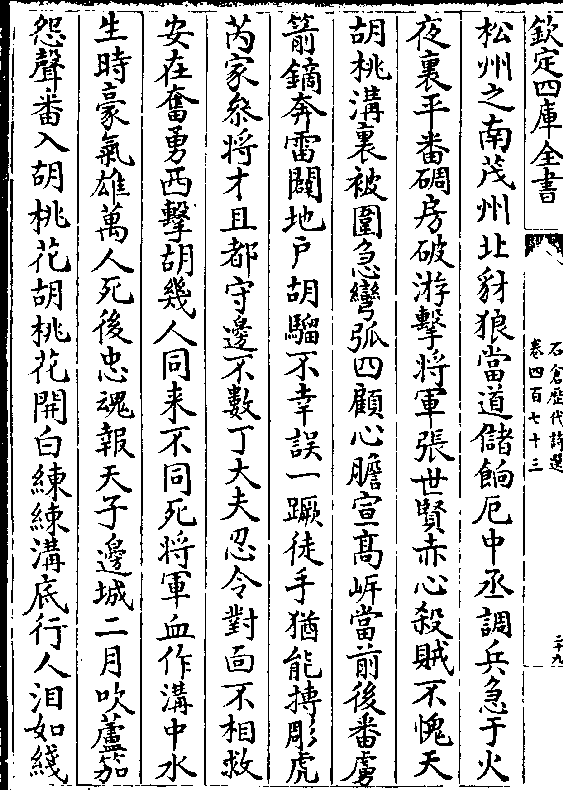 欽定四庫全書
石倉歴代詩選
卷四百七十三
二十九
松州之南茂州北豺狼當道儲餉厄中丞調兵急于火
夜裏平番碉房破游擊將軍張世賢赤心殺賊不愧天
胡桃溝裏被圍急彎弧四顧心膽宣高㟁當前後番虜
箭鏑奔雷闘地戸胡騮不幸誤一蹶徒手猶能搏彫虎
芮家叅將才且都守邊不數丁大夫忍令對面不相救
安在奮勇西擊胡幾人同来不同死将軍血作溝中水
生時豪氣雄萬人死後忠魂報天子邊城二月吹蘆笳
怨聲番入胡桃花胡桃花開白練練溝底行人泪如綫